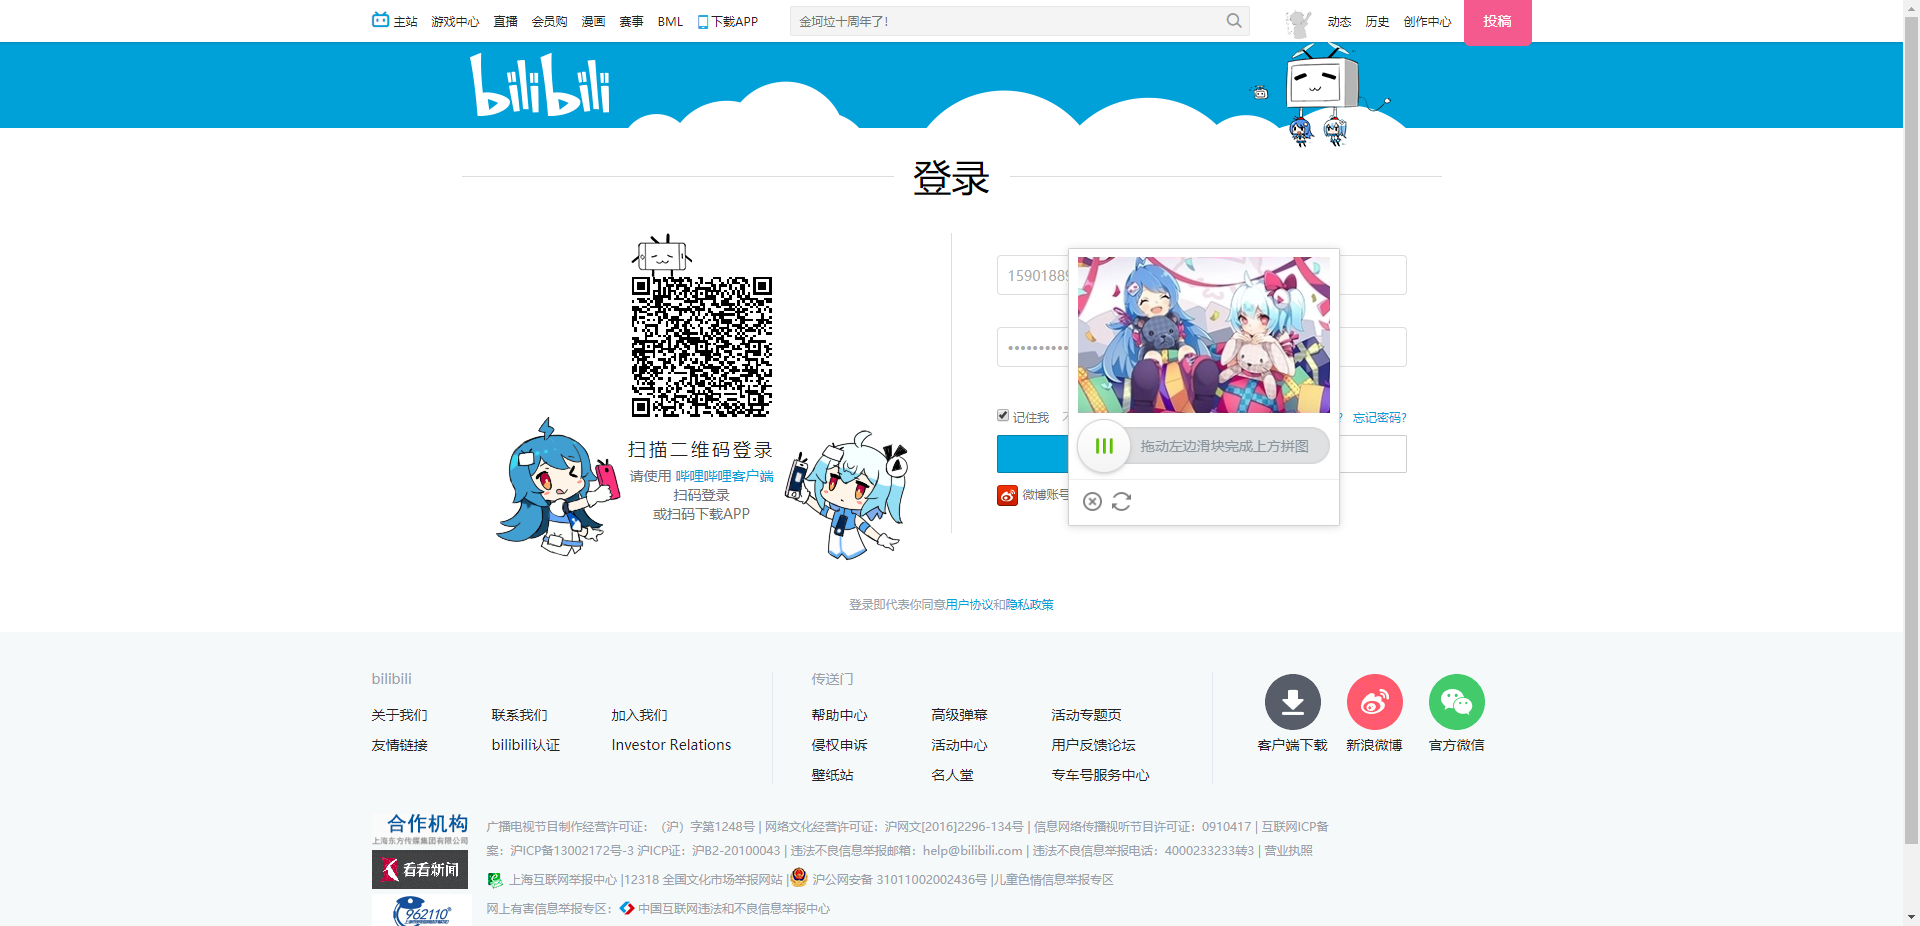 主站 游戏中心 直播 会员购 漫画 赛事 BML 下载APP 金坷垃十周年了! 动态 历史 创作中心 投稿
bilibili
登录
15901889
记住我 忘记密码?
拖动左边滑块完成上方拼图
扫描二维码登录
请使用 哔哩哔哩客户端
扫码登录
或扫码下载APP
微博账号
登录即代表你同意用户协议和隐私政策
bilibili 传送门
关于我们 联系我们 加入我们 帮助中心 高级弹幕 活动专题页
友情链接 bilibili认证 Investor Relations 侵权申诉 活动中心 用户反馈论坛 客户端下载 新浪微博 官方微信
壁纸站 名人堂 专车号服务中心
合作机构
上海东方传媒集团有限公司
看看新闻
962110
广播电视节目制作经营许可证：（沪）字第1248号 | 网络文化经营许可证：沪网文[2016]2296-134号 | 信息网络传播视听节目许可证：0910417 | 互联网ICP备
案：沪ICP备13002172号-3 沪ICP证：沪B2-20100043 | 违法不良信息举报邮箱：help@bilibili.com | 违法不良信息举报电话：4000233233转3 | 营业执照
上海互联网举报中心 |12318 全国文化市场举报网站 | 沪公网安备 31011002002436号 |儿童色情信息举报专区
网上有害信息举报专区： 中国互联网违法和不良信息举报中心